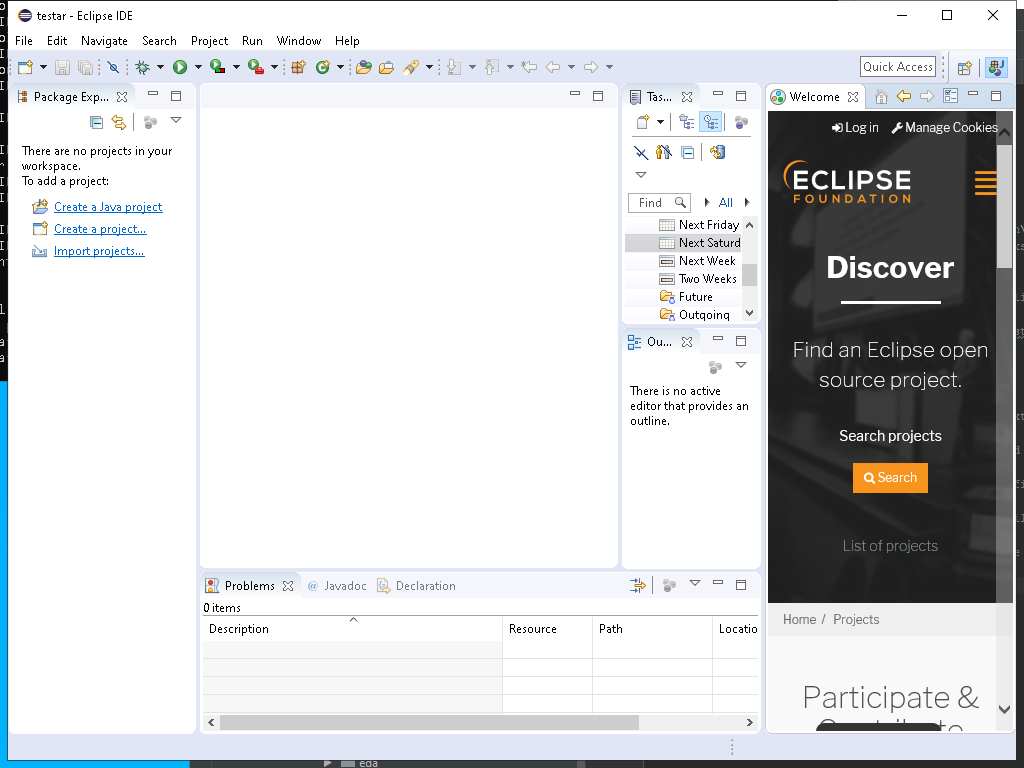 testar - Eclipse IDE
File Edit Navigate Search Project Run Window Help
Quick Access
Package Exp...
There are no projects in your
workspace.
To add a project:
Create a Java project
Create a project...
Import projects...
Tas...
Find
All
Next Friday
Next Saturd
Next Week
Two Weeks
Future
Outgoing
Ou...
There is no active
editor that provides an
outline.
Welcome
Log in Manage Cookies
ECLIPSE
FOUNDATION
Discover
Find an Eclipse open
source project.
Search projects
Search
List of projects
Home / Projects
Participate &
Contribute
Problems @ Javadoc Declaration
0 items
Description Resource Path Locatio
eda